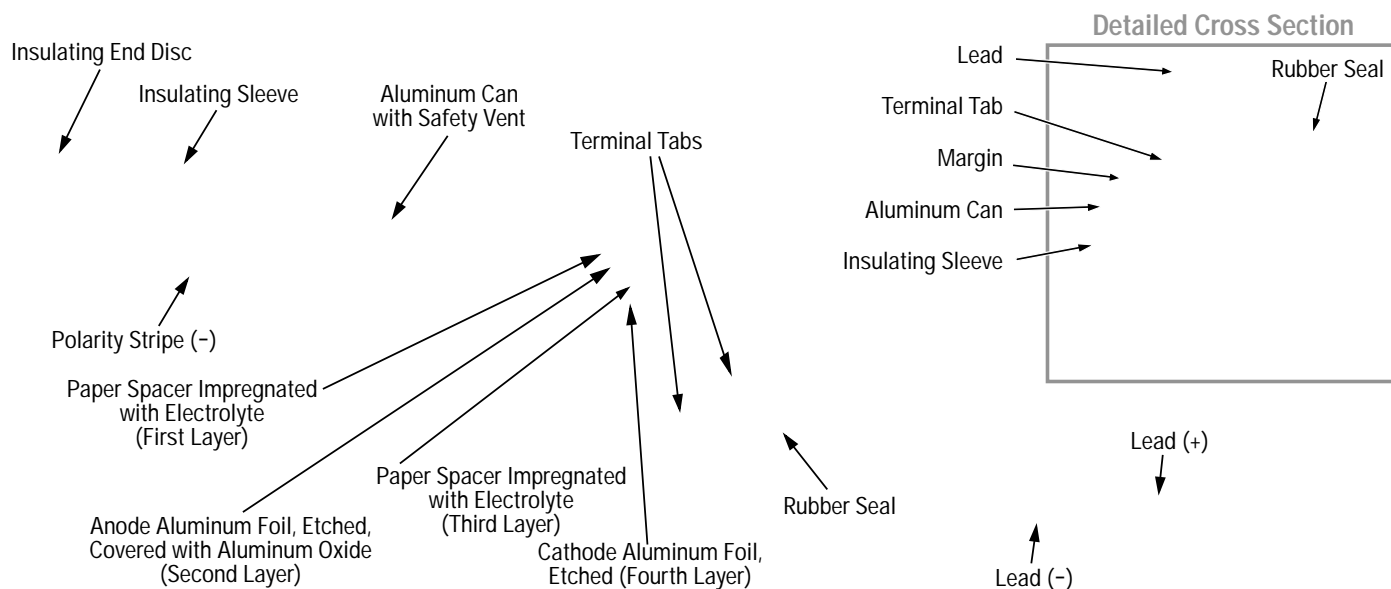 Detailed Cross Section
Insulating End Disc
Insulating Sleeve
Aluminum Can
with Safety Vent
Terminal Tabs
Lead
Rubber Seal
Terminal Tab
Margin
Aluminum Can
Insulating Sleeve
Polarity Stripe (−)
Paper Spacer Impregnated
with Electrolyte
(First Layer)
Anode Aluminum Foil, Etched,
Covered with Aluminum Oxide
(Second Layer)
Paper Spacer Impregnated
with Electrolyte
(Third Layer)
Cathode Aluminum Foil,
Etched (Fourth Layer)
Rubber Seal
Lead (+)
Lead (−)